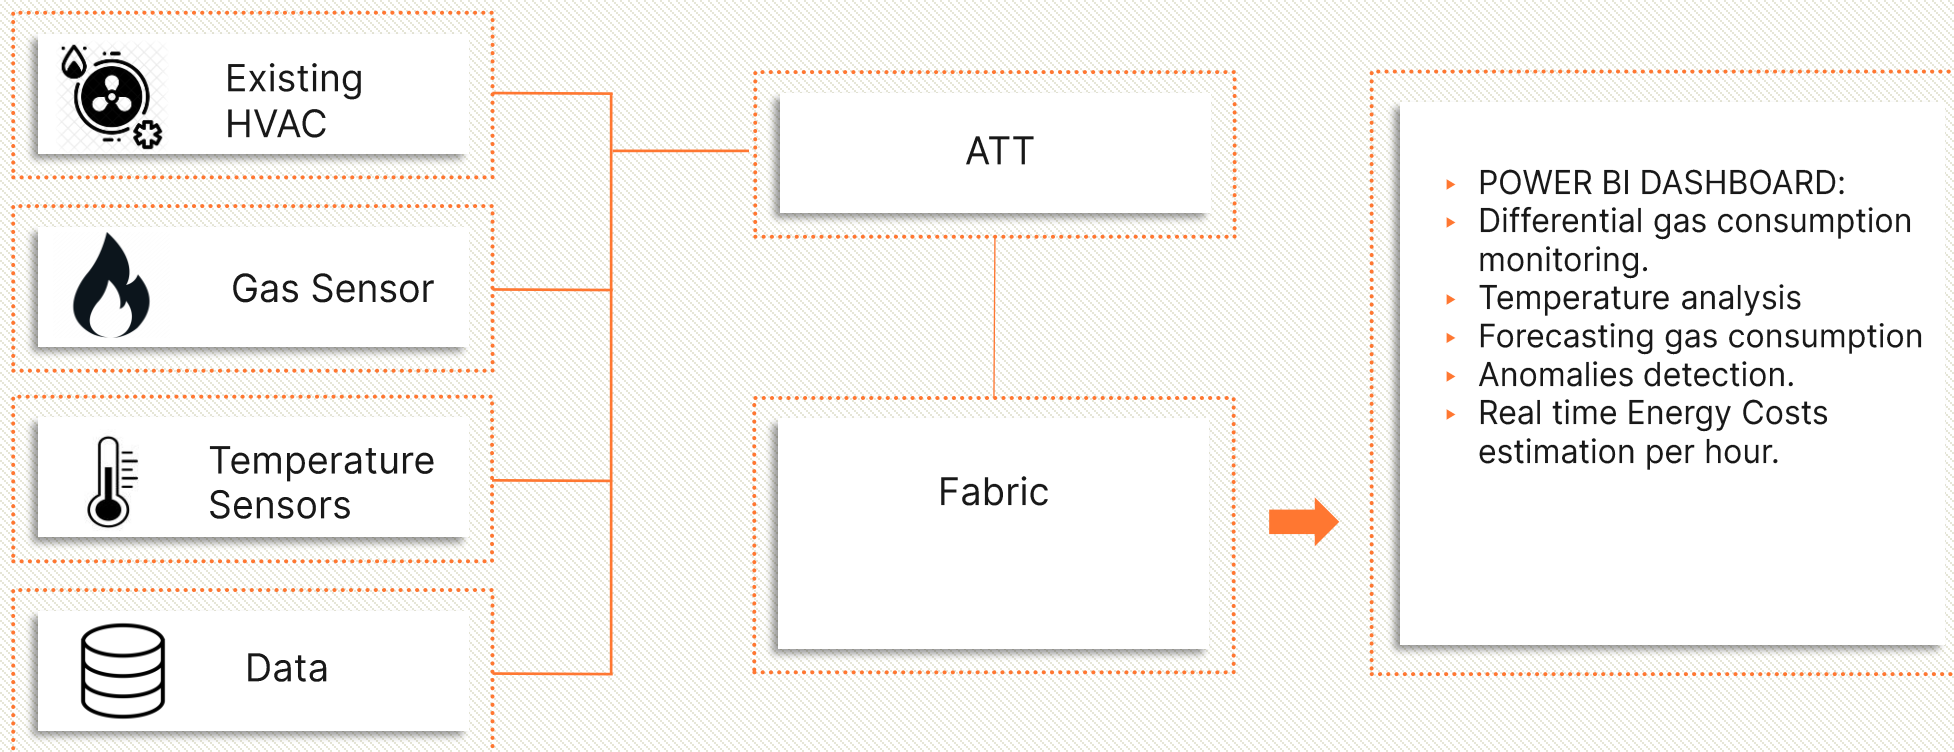 Existing
HVAC
Gas Sensor
Temperature
Sensors
Data
ATT
Fabric
POWER BI DASHBOARD:
Differential gas consumption
monitoring.
Temperature analysis
Forecasting gas consumption
Anomalies detection.
Real time Energy Costs
estimation per hour.